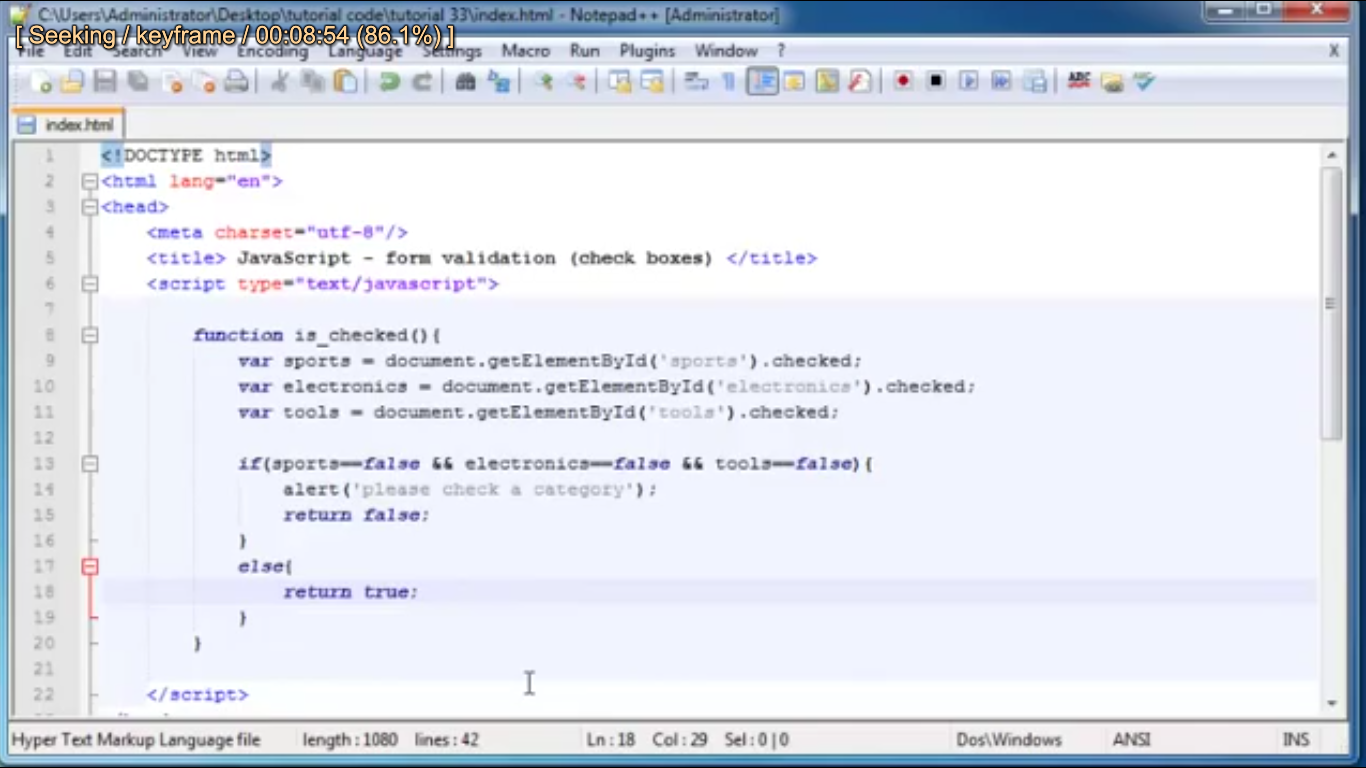 C:\Users\Administrator\Desktop\tutorial code\tutorial 33\index.html - Notepad++ [Administrator]
[ Seeking / keyframe / 00:08:54 (86.1%) ]
File Edit Search View Encoding Language Settings Macro Run Plugins Window ? X
index.html
1 <!DOCTYPE html>
2 <html lang="en">
3 <head>
4 <meta charset="utf-8"/>
5 <title> JavaScript - form validation (check boxes) </title>
6 <script type="text/javascript">
7
8 function is_checked(){
9 var sports = document.getElementById('sports').checked;
10 var electronics = document.getElementById('electronics').checked;
11 var tools = document.getElementById('tools').checked;
12
13 if(sports==false && electronics==false && tools==false){
14 alert('please check a category');
15 return false;
16 }
17 else{
18 return true;
19 }
20 }
21
22 </script>
Hyper Text Markup Language file length : 1080 lines : 42 Ln : 18 Col : 29 Sel : 0 | 0 Dos\Windows ANSI INS